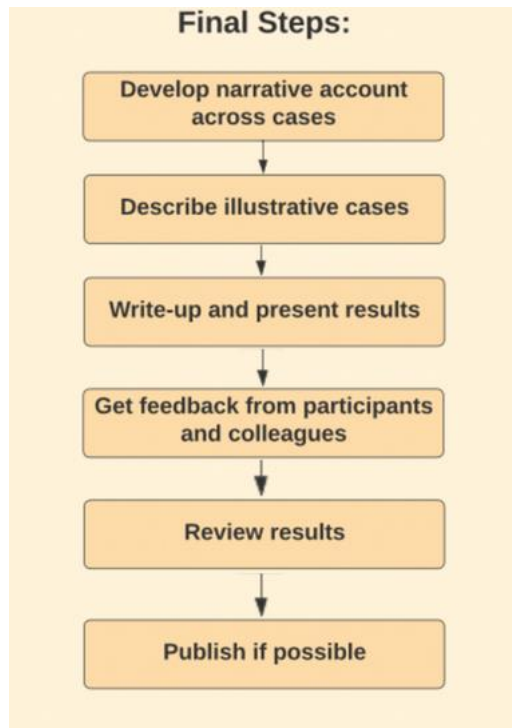 Final Steps:
Develop narrative account
across cases
Describe illustrative cases
Write-up and present results
Get feedback from participants
and colleagues
Review results
Publish if possible